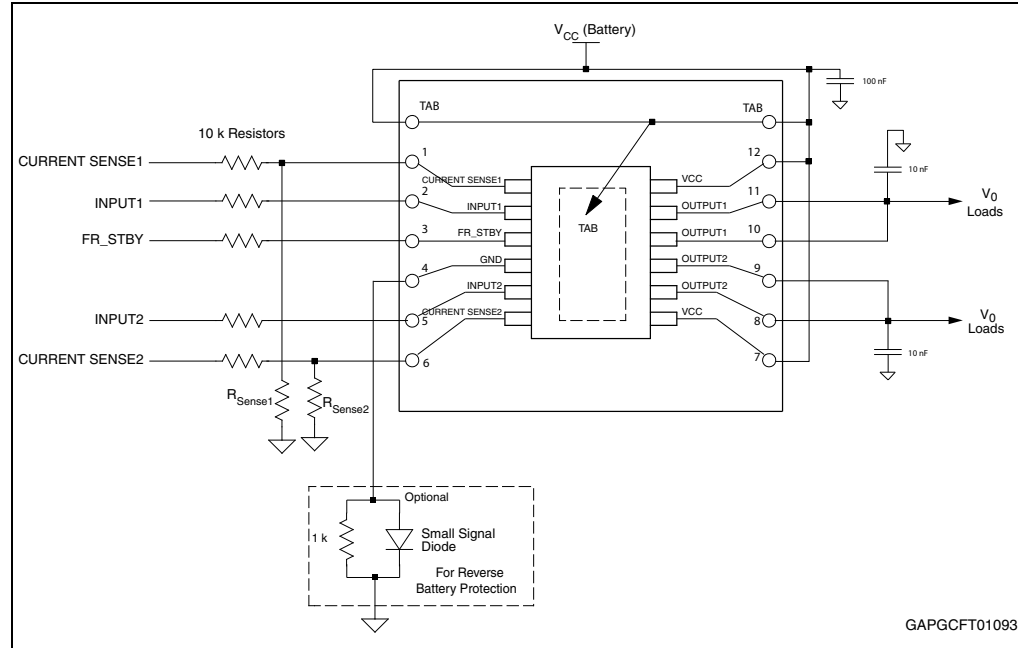 V_CC (Battery)
100 nF
TAB
TAB
10 k Resistors
CURRENT SENSE1
1
12
CURRENT SENSE1
VCC
10 nF
INPUT1
2
INPUT1
OUTPUT1
11
V_0
Loads
FR_STBY
3
FR_STBY
TAB
OUTPUT1
10
4
GND
OUTPUT2
9
INPUT2
5
INPUT2
OUTPUT2
8
V_0
Loads
CURRENT SENSE2
6
CURRENT SENSE2
VCC
7
10 nF
R_Sense1
R_Sense2
Optional
1 k
Small Signal
Diode
For Reverse
Battery Protection
GAPGCFT01093